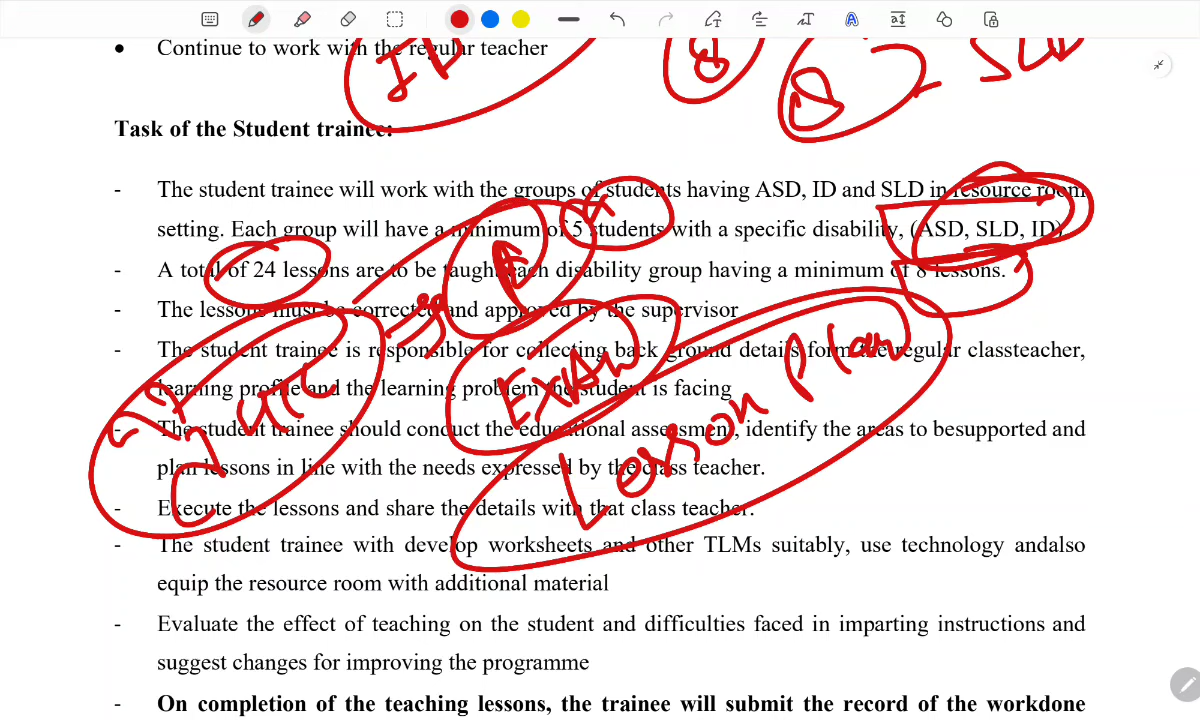 • Continue to work with the regular teacher
ID 8 8 - SLD
Task of the Student trainee:
- The student trainee will work with the groups of students having ASD, ID and SLD in resource room
setting. Each group will have a minimum of 5 students with a specific disability, (ASD, SLD, ID)
- A total of 24 lessons are to be taught each disability group having a minimum of 8 lessons.
- The lessons must be corrected and approved by the supervisor
- The student trainee is responsible for collecting back ground details form the regular classteacher,
learning profile and the learning problem the student is facing
EXAM
Lesson Plan
- The student trainee should conduct the educational assessment, identify the areas to besupported and
plan lessons in line with the needs expressed by the class teacher.
- Execute the lessons and share the details with that class teacher.
- The student trainee with develop worksheets and other TLMs suitably, use technology andalso
equip the resource room with additional material
- Evaluate the effect of teaching on the student and difficulties faced in imparting instructions and
suggest changes for improving the programme
- On completion of the teaching lessons, the trainee will submit the record of the workdone